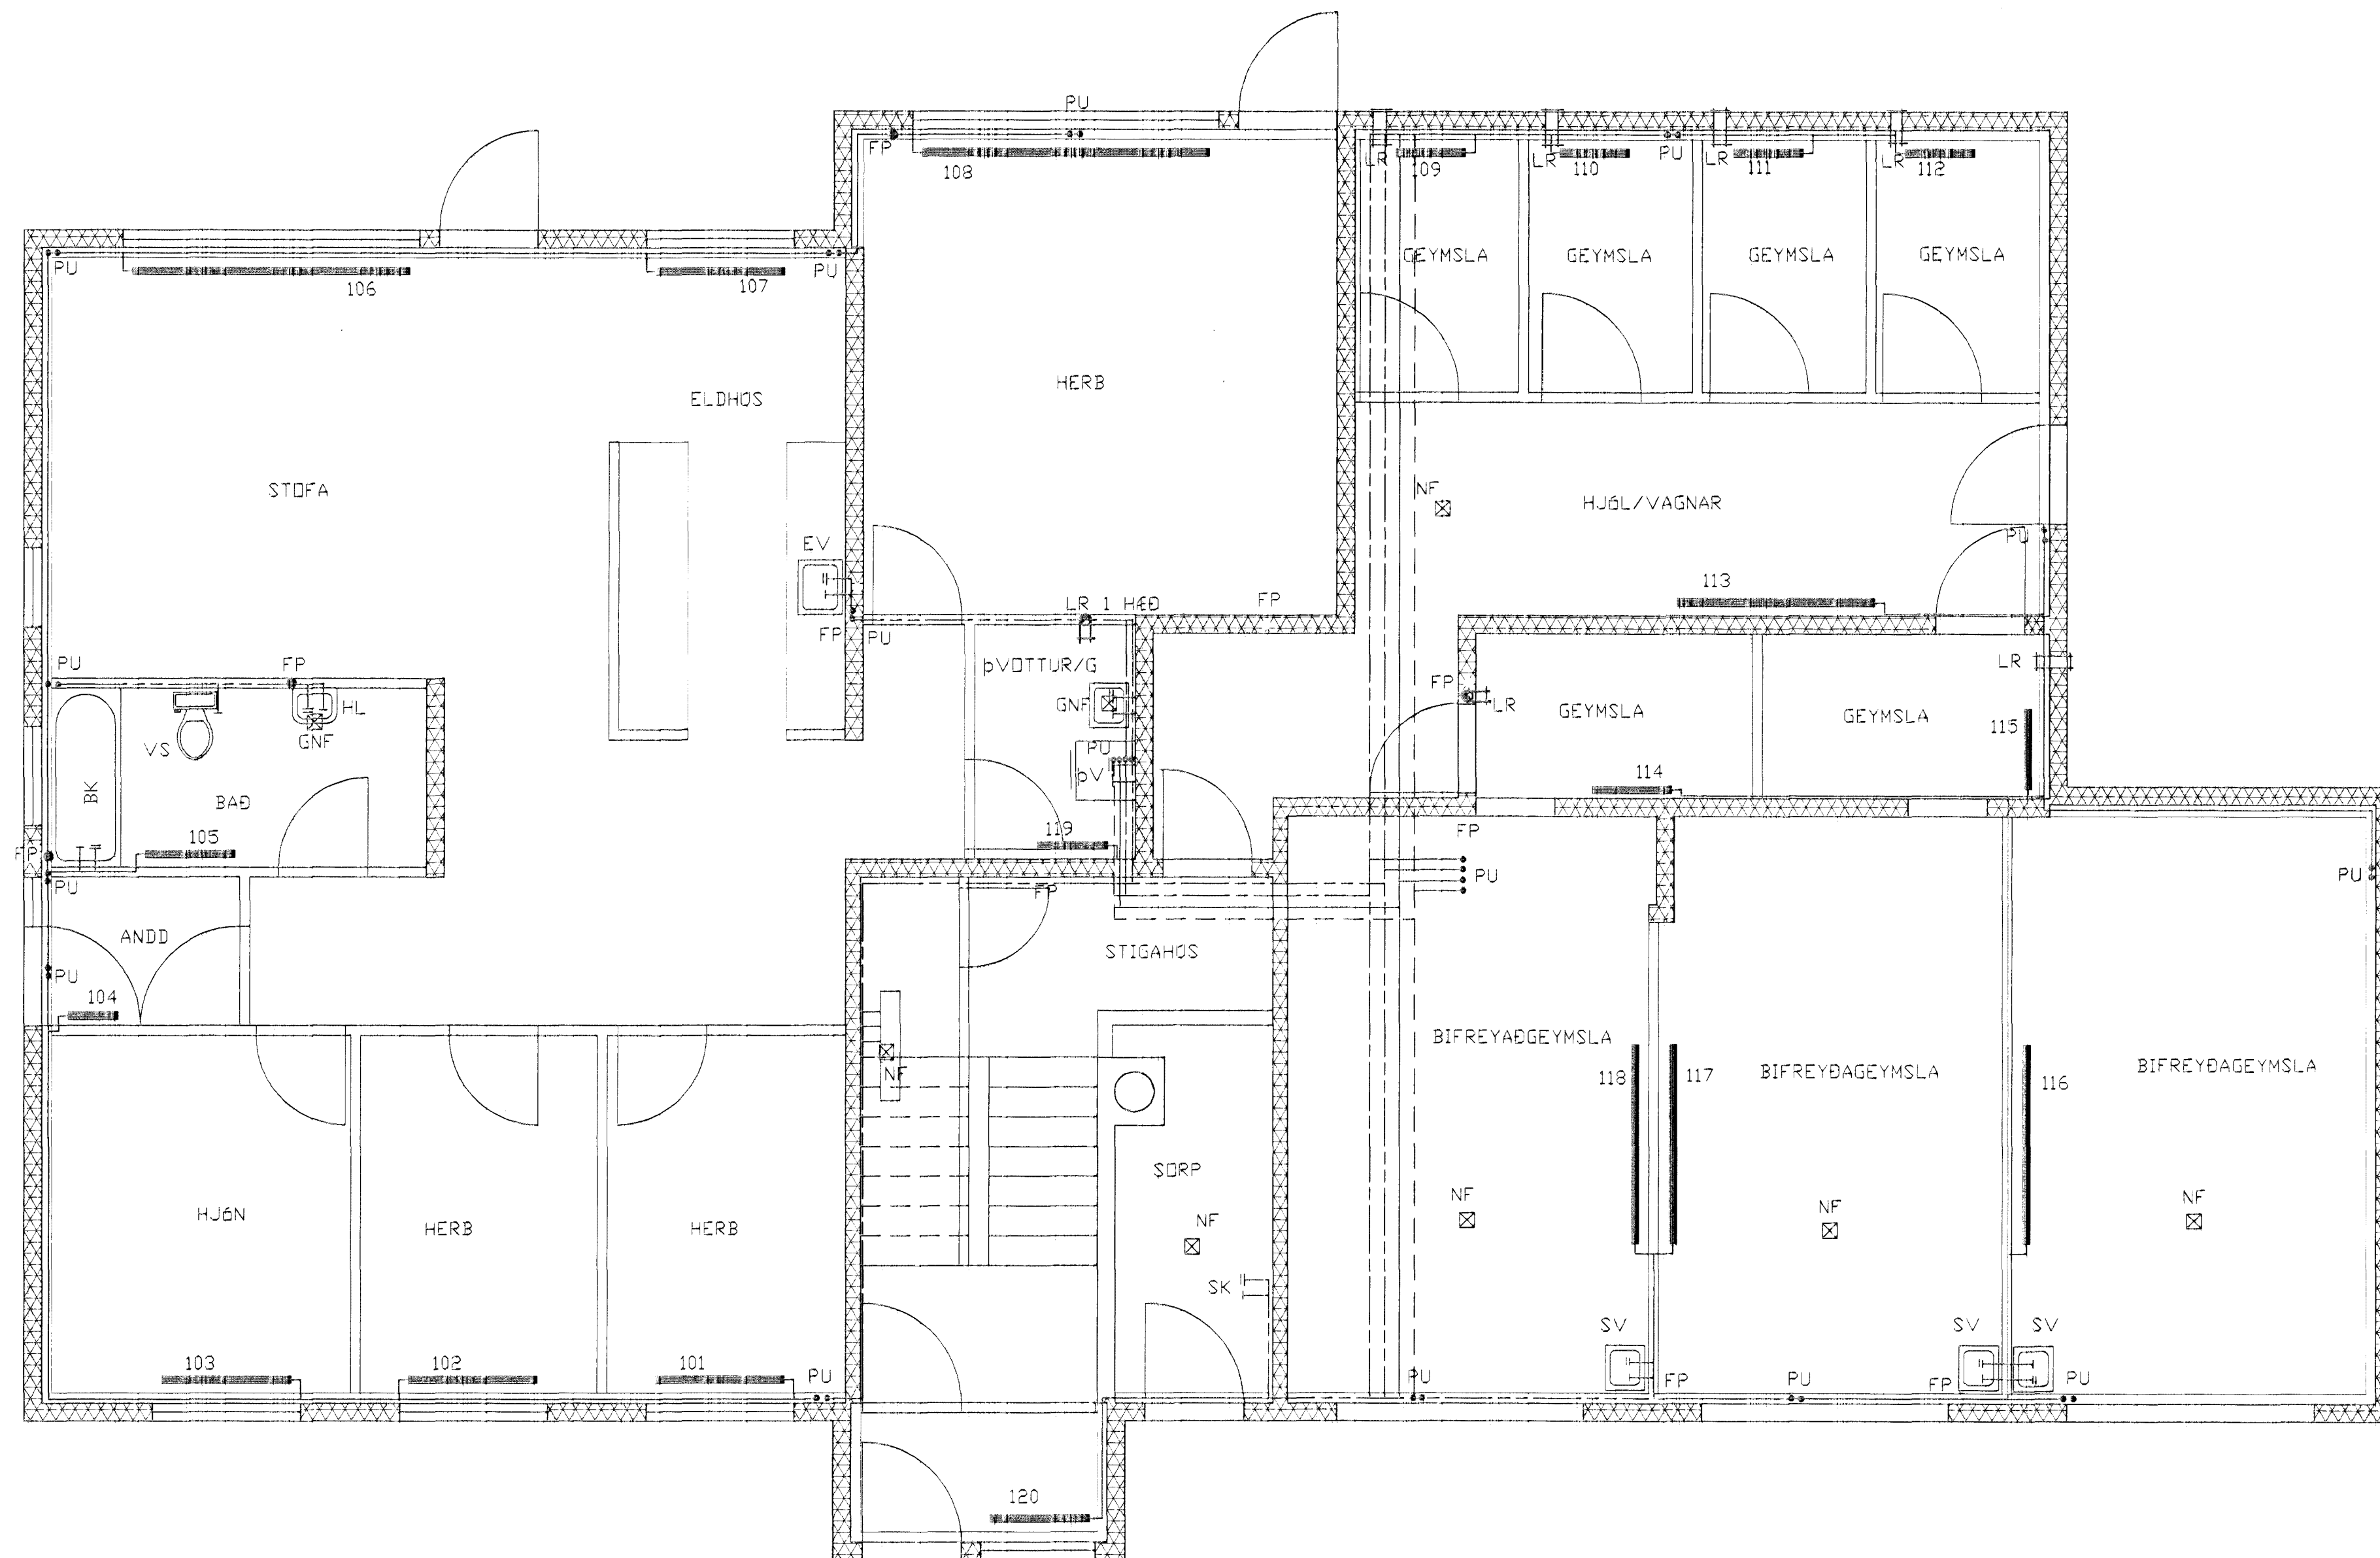 PU
FP
108
LR
109
LR
110
PU
LR
111
LR
112
PU
106
107
PU
GEYMSLA
GEYMSLA
GEYMSLA
GEYMSLA
HERB
ELDHÚS
STOFA
NF
HJÓL/VAGNAR
PU
EV
113
LR 1 HÆÐ
FP
FP
PU
PU
FP
ÞVOTTUR/G
LR
FP
LR
GNF
GEYMSLA
GEYMSLA
115
HL
GNF
VS
PU
ÞV
114
BK
BAÐ
105
119
FP
FP
PU
PU
PU
FP
ANDD
STIGAHÚS
PU
104
BIFREYAÐGEYMSLA
BIFREYÐAGEYMSLA
BIFREYÐAGEYMSLA
118
117
116
NF
SORP
NF
NF
NF
NF
HJÓN
HERB
HERB
SK
SV
SV
SV
103
102
101
PU
PU
FP
PU
FP
PU
120